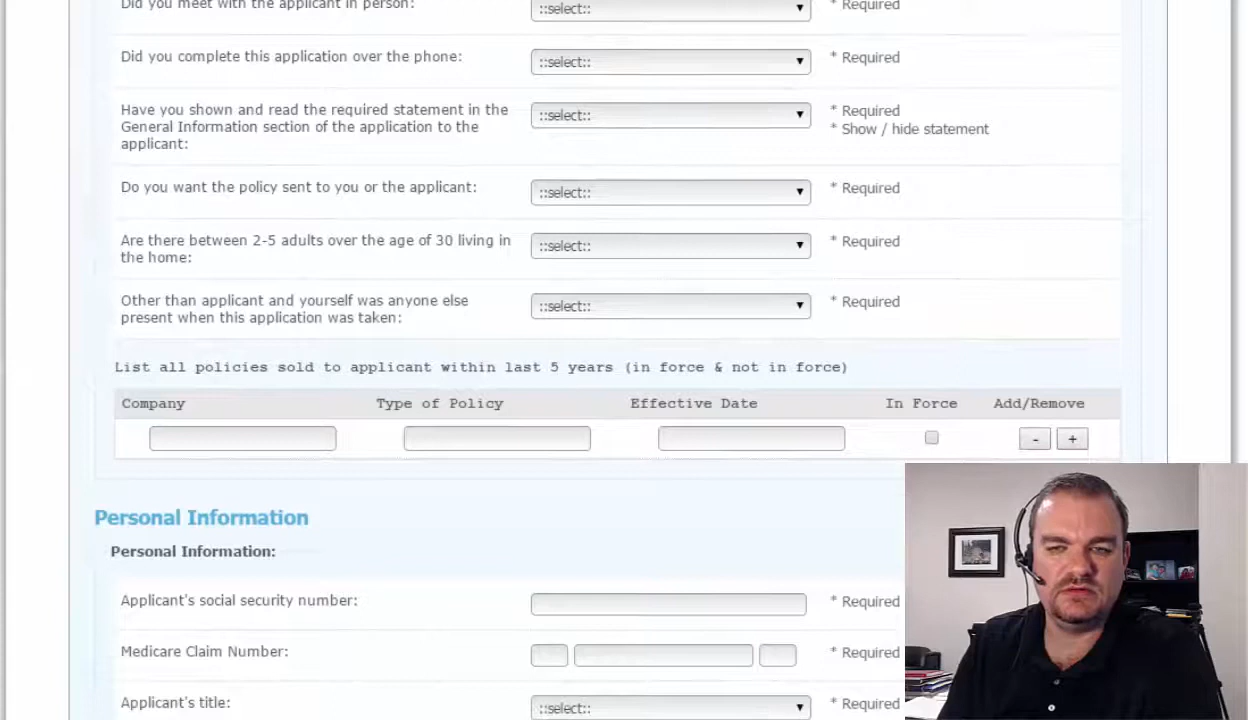 Did you meet with the applicant in person: ::select:: * Required
Did you complete this application over the phone: ::select:: * Required
Have you shown and read the required statement in the ::select:: * Required
General Information section of the application to the * Show / hide statement
applicant:
Do you want the policy sent to you or the applicant: ::select:: * Required
Are there between 2-5 adults over the age of 30 living in ::select:: * Required
the home:
Other than applicant and yourself was anyone else ::select:: * Required
present when this application was taken:
List all policies sold to applicant within last 5 years (in force & not in force)
Company Type of Policy Effective Date In Force Add/Remove
- +
Personal Information
Personal Information:
Applicant's social security number: * Required
Medicare Claim Number: * Required
Applicant's title: ::select:: * Required